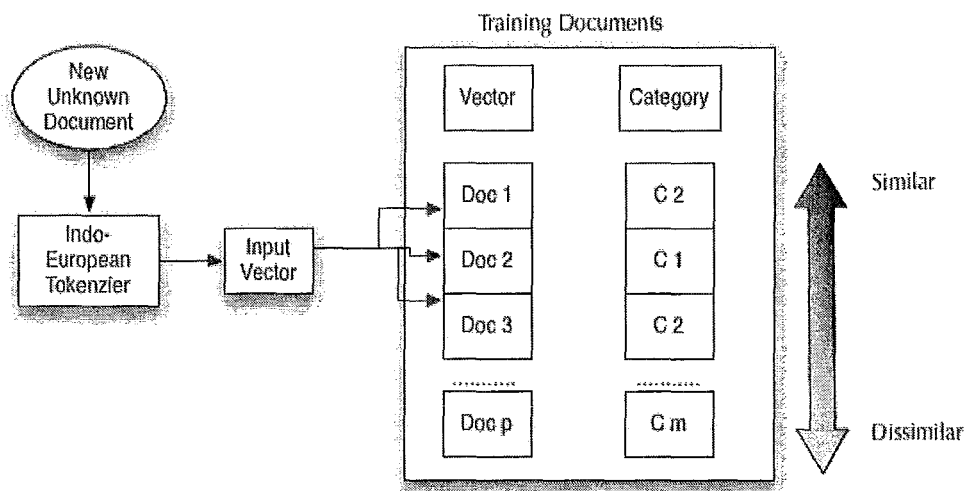 Training Documents
New
Unknown
Document
Vector
Category
Doc 1
C 2
Similar
Indo-
European
Tokenzier
Input
Vector
Doc 2
C 1
Doc 3
C 2
Doc p
C m
Dissimilar